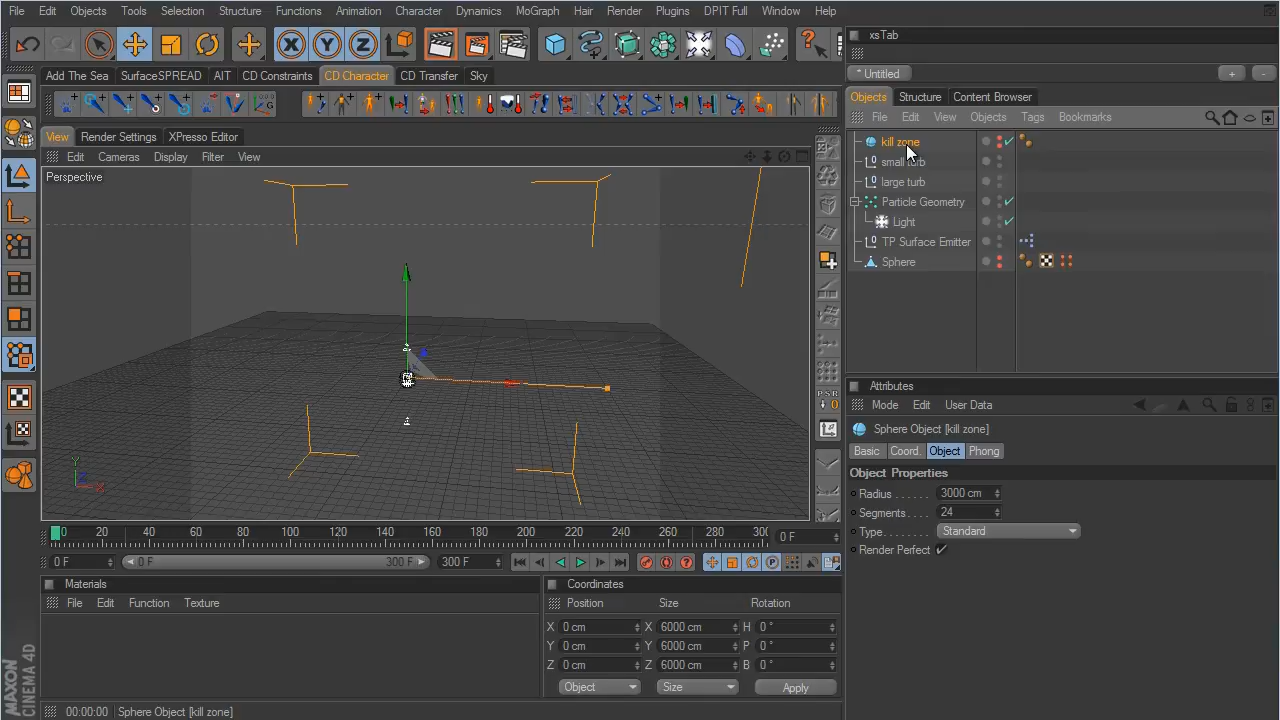 File Edit Objects Tools Selection Structure Functions Animation Character Dynamics MoGraph Hair Render Plugins DPIT Full Window Help
xsTab
* Untitled + -
Add The Sea SurfaceSPREAD AIT CD Constraints CD Character CD Transfer Sky
Objects Structure Content Browser
File Edit View Objects Tags Bookmarks
View Render Settings XPresso Editor
Edit Cameras Display Filter View
Perspective
kill zone
small turb
large turb
Particle Geometry
Light
TP Surface Emitter
Sphere
PSR
0
Y
Z
X
Attributes
Mode Edit User Data
Sphere Object [kill zone]
Basic Coord. Object Phong
Object Properties
Radius . . . . . . 3000 cm
Segments . . . . 24
Type . . . . . . . Standard
Render Perfect
0 20 40 60 80 100 120 140 160 180 200 220 240 260 280 30( 0 F
0 F 0 F 300 F 300 F
Materials
File Edit Function Texture
Coordinates
Position Size Rotation
X 0 cm X 6000 cm H 0 °
Y 0 cm Y 6000 cm P 0 °
Z 0 cm Z 6000 cm B 0 °
Object Size Apply
MAXON
CINEMA 4D
00:00:00 Sphere Object [kill zone]